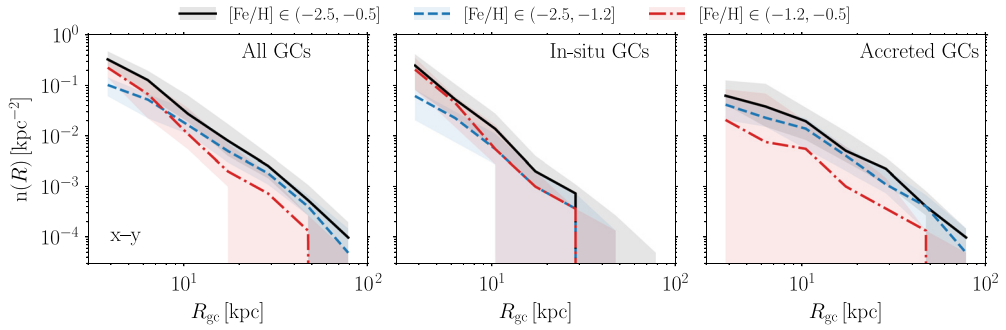 [Fe/H] ∈ (−2.5, −0.5) [Fe/H] ∈ (−2.5, −1.2) [Fe/H] ∈ (−1.2, −0.5)
All GCs In-situ GCs Accreted GCs
n(R) [kpc⁻²]
10⁰
10⁻¹
10⁻²
10⁻³
10⁻⁴
x–y
10¹ 10² 10¹ 10² 10¹ 10²
R_gc [kpc] R_gc [kpc] R_gc [kpc]